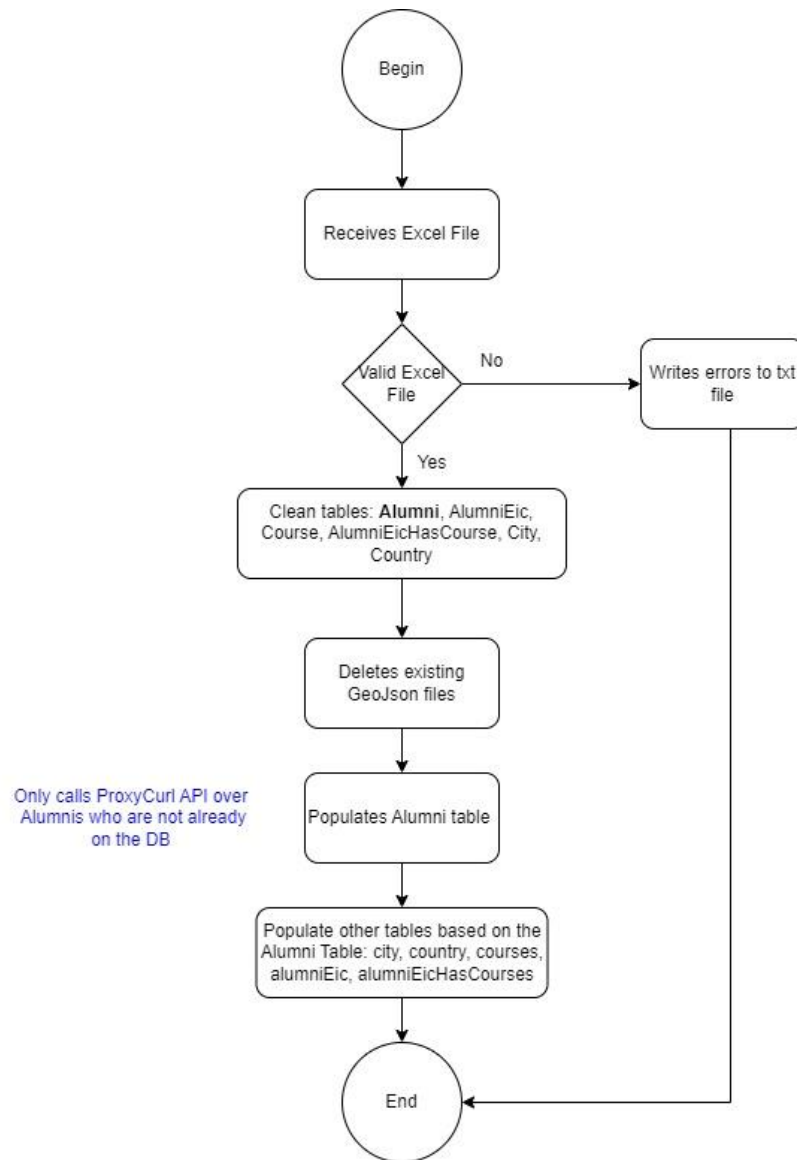 Begin
Receives Excel File
Valid Excel
File
No
Writes errors to txt
file
Yes
Clean tables: Alumni, AlumniEic,
Course, AlumniEicHasCourse, City,
Country
Deletes existing
GeoJson files
Only calls ProxyCurl API over
Alumnis who are not already
on the DB
Populates Alumni table
Populate other tables based on the
Alumni Table: city, country, courses,
alumniEic, alumniEicHasCourses
End